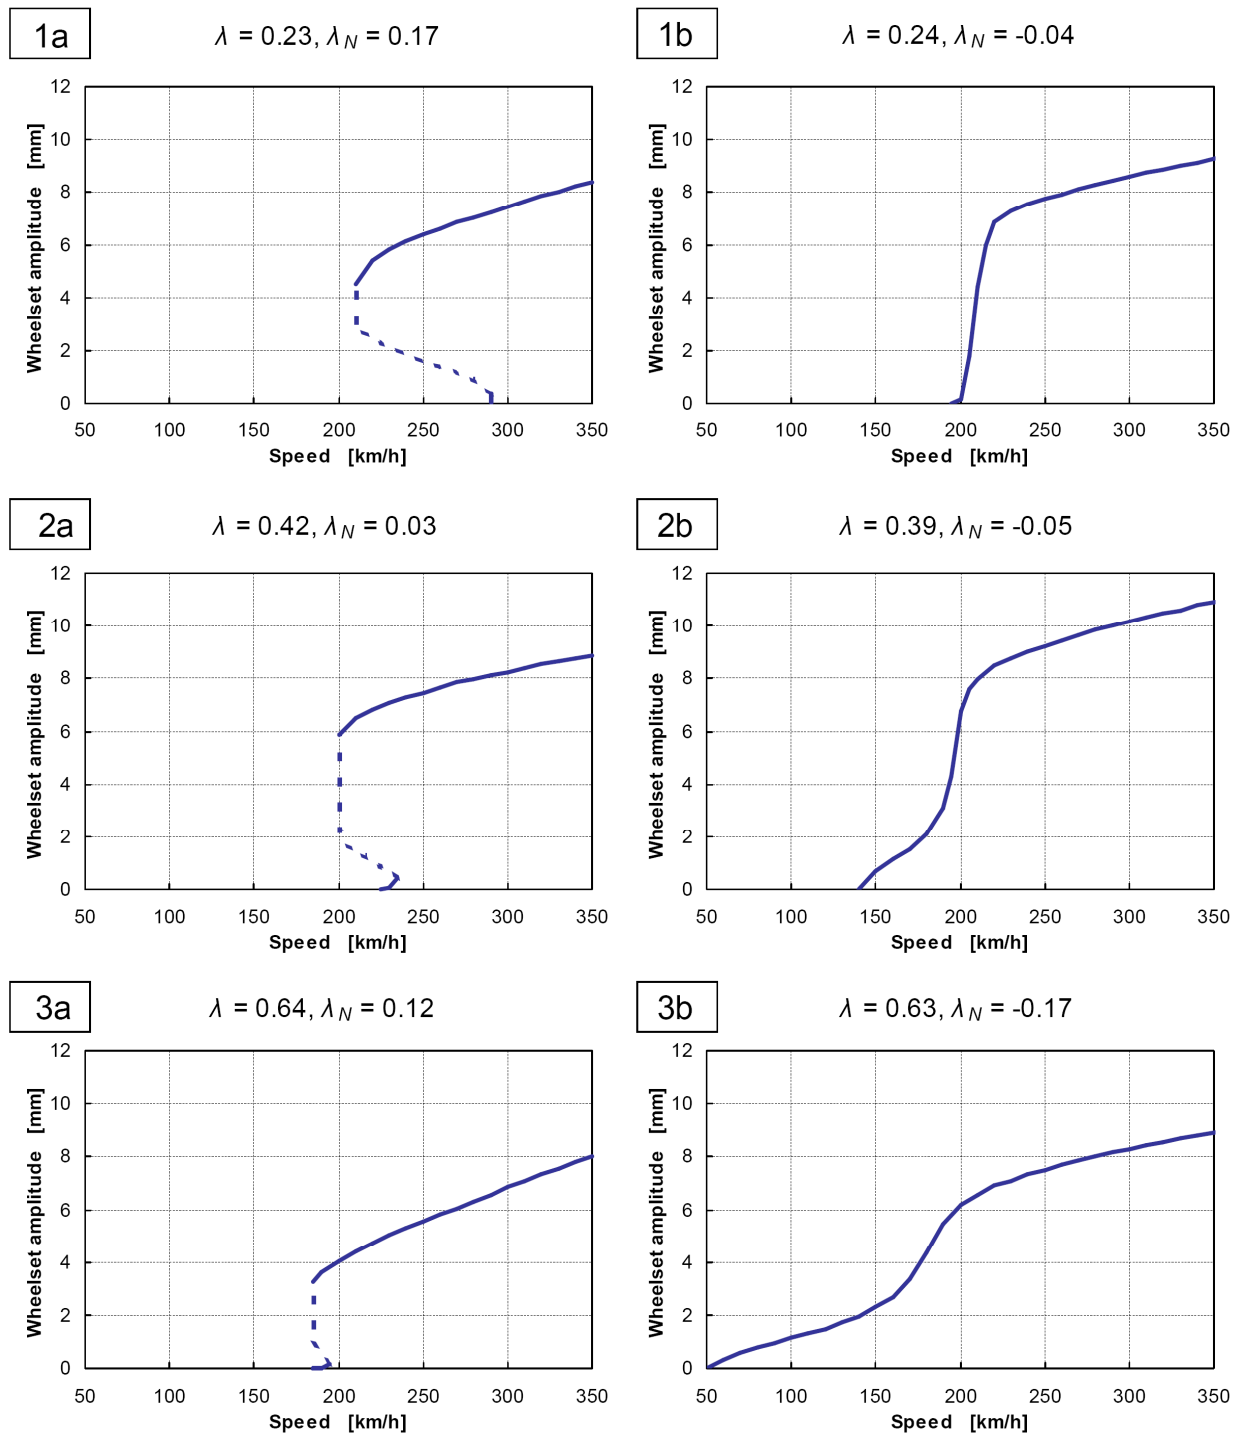 1a
λ = 0.23, λN = 0.17
12
10
8
6
4
2
0
Wheelset amplitude [mm]
50 100 150 200 250 300 350
Speed [km/h]
1b
λ = 0.24, λN = -0.04
12
10
8
6
4
2
0
Wheelset amplitude [mm]
50 100 150 200 250 300 350
Speed [km/h]
2a
λ = 0.42, λN = 0.03
12
10
8
6
4
2
0
Wheelset amplitude [mm]
50 100 150 200 250 300 350
Speed [km/h]
2b
λ = 0.39, λN = -0.05
12
10
8
6
4
2
0
Wheelset amplitude [mm]
50 100 150 200 250 300 350
Speed [km/h]
3a
λ = 0.64, λN = 0.12
12
10
8
6
4
2
0
Wheelset amplitude [mm]
50 100 150 200 250 300 350
Speed [km/h]
3b
λ = 0.63, λN = -0.17
12
10
8
6
4
2
0
Wheelset amplitude [mm]
50 100 150 200 250 300 350
Speed [km/h]